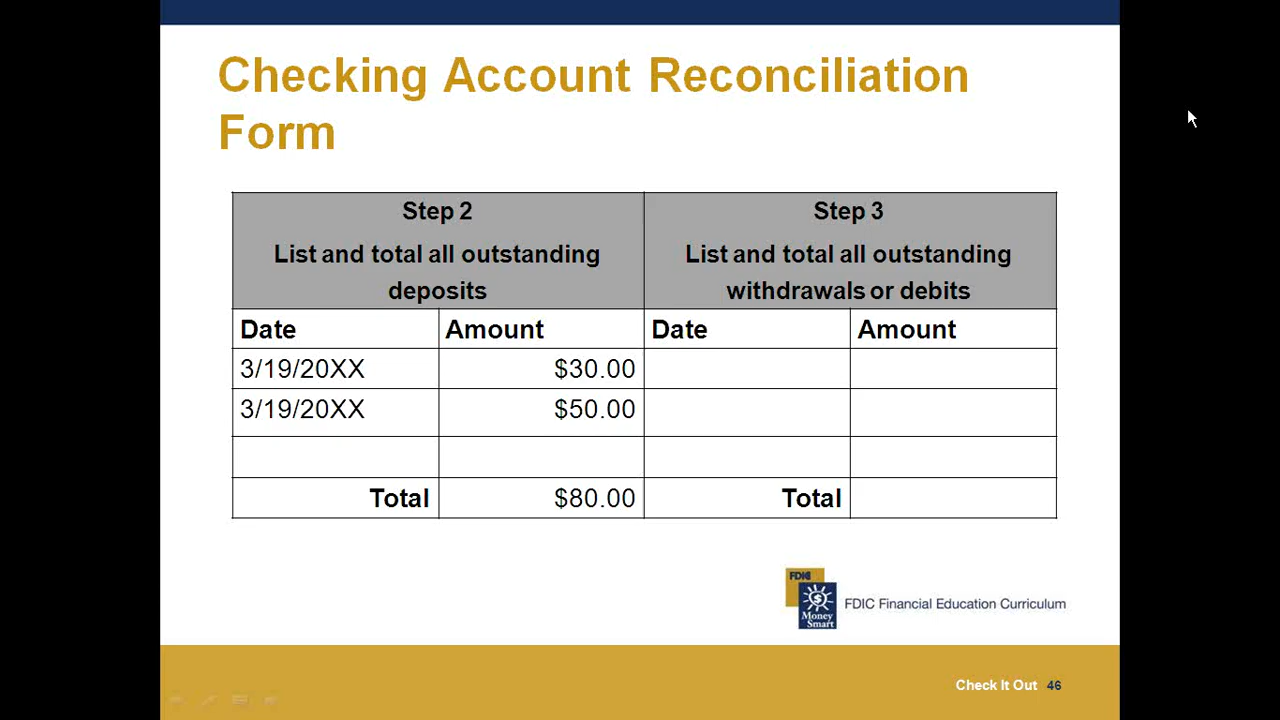 Checking Account Reconciliation
Form
Step 2
List and total all outstanding
deposits
Step 3
List and total all outstanding
withdrawals or debits
Date Amount Date Amount
3/19/20XX $30.00
3/19/20XX $50.00
Total $80.00 Total
FDIC
$
Money
Smart
FDIC Financial Education Curriculum
Check It Out 46